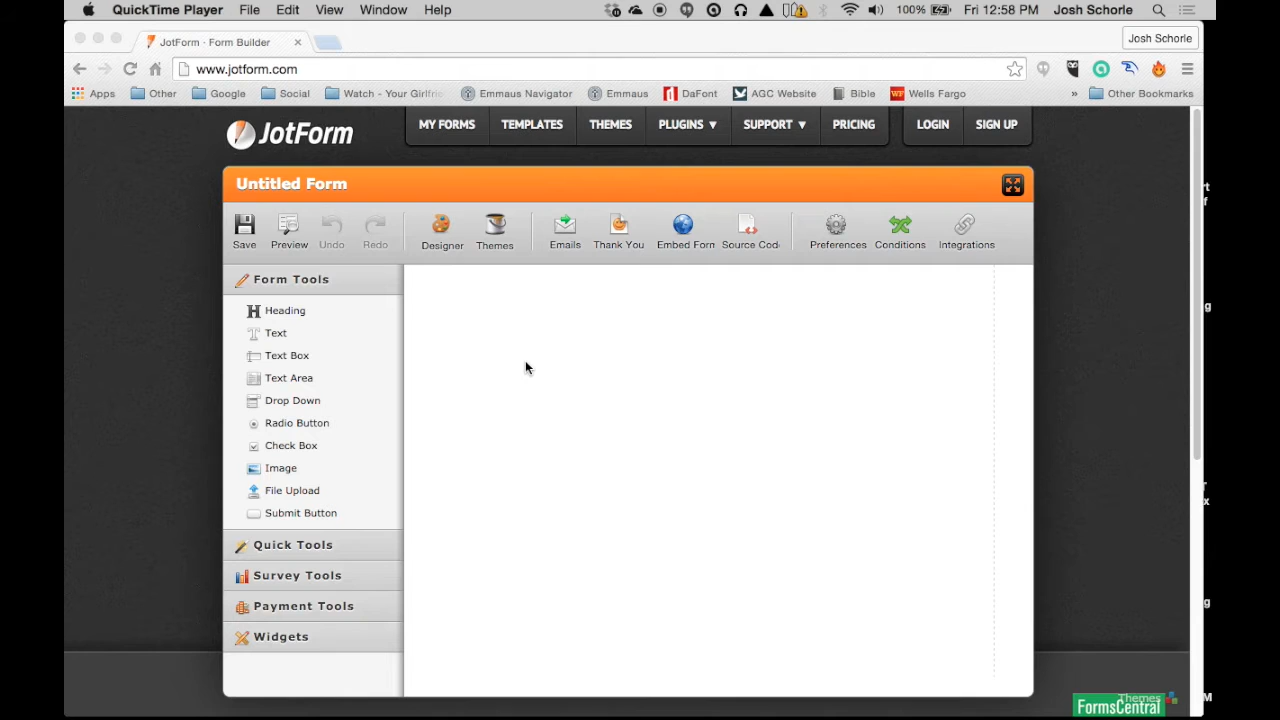 QuickTime Player File Edit View Window Help 100% Fri 12:58 PM Josh Schorle
JotForm · Form Builder Josh Schorle
www.jotform.com
Apps Other Google Social Watch - Your Girlfri Emmaus Navigator Emmaus DaFont AGC Website Bible Wells Fargo » Other Bookmarks
JotForm MY FORMS TEMPLATES THEMES PLUGINS ▼ SUPPORT ▼ PRICING LOGIN SIGN UP
Untitled Form
Save Preview Undo Redo Designer Themes Emails Thank You Embed Form Source Cod Preferences Conditions Integrations
Form Tools
Heading
Text
Text Box
Text Area
Drop Down
Radio Button
Check Box
Image
File Upload
Submit Button
Quick Tools
Survey Tools
Payment Tools
Widgets
Themes
FormsCentral